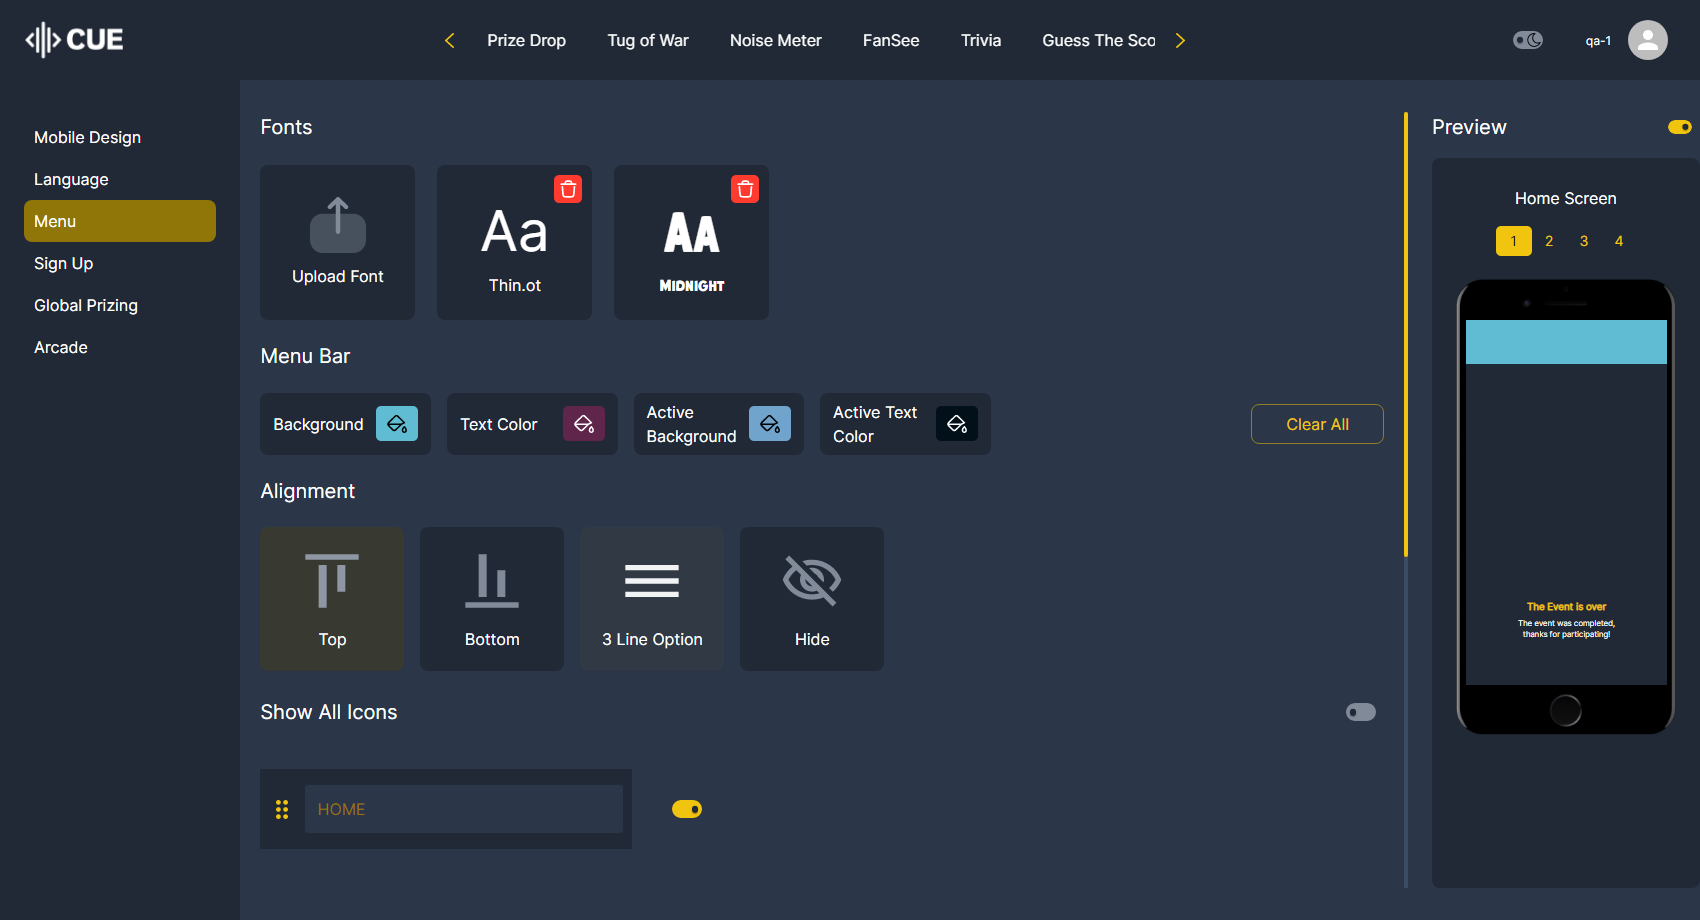 CUE
Prize Drop
Tug of War
Noise Meter
FanSee
Trivia
Guess The Sco
qa-1
Mobile Design
Language
Menu
Sign Up
Global Prizing
Arcade
Fonts
Upload Font
Aa
Thin.ot
AA
MIDNIGHT
Menu Bar
Background
Text Color
Active
Background
Active Text
Color
Clear All
Alignment
Top
Bottom
3 Line Option
Hide
Show All Icons
HOME
Preview
Home Screen
1 2 3 4
The Event is over
The event was completed,
thanks for participating!